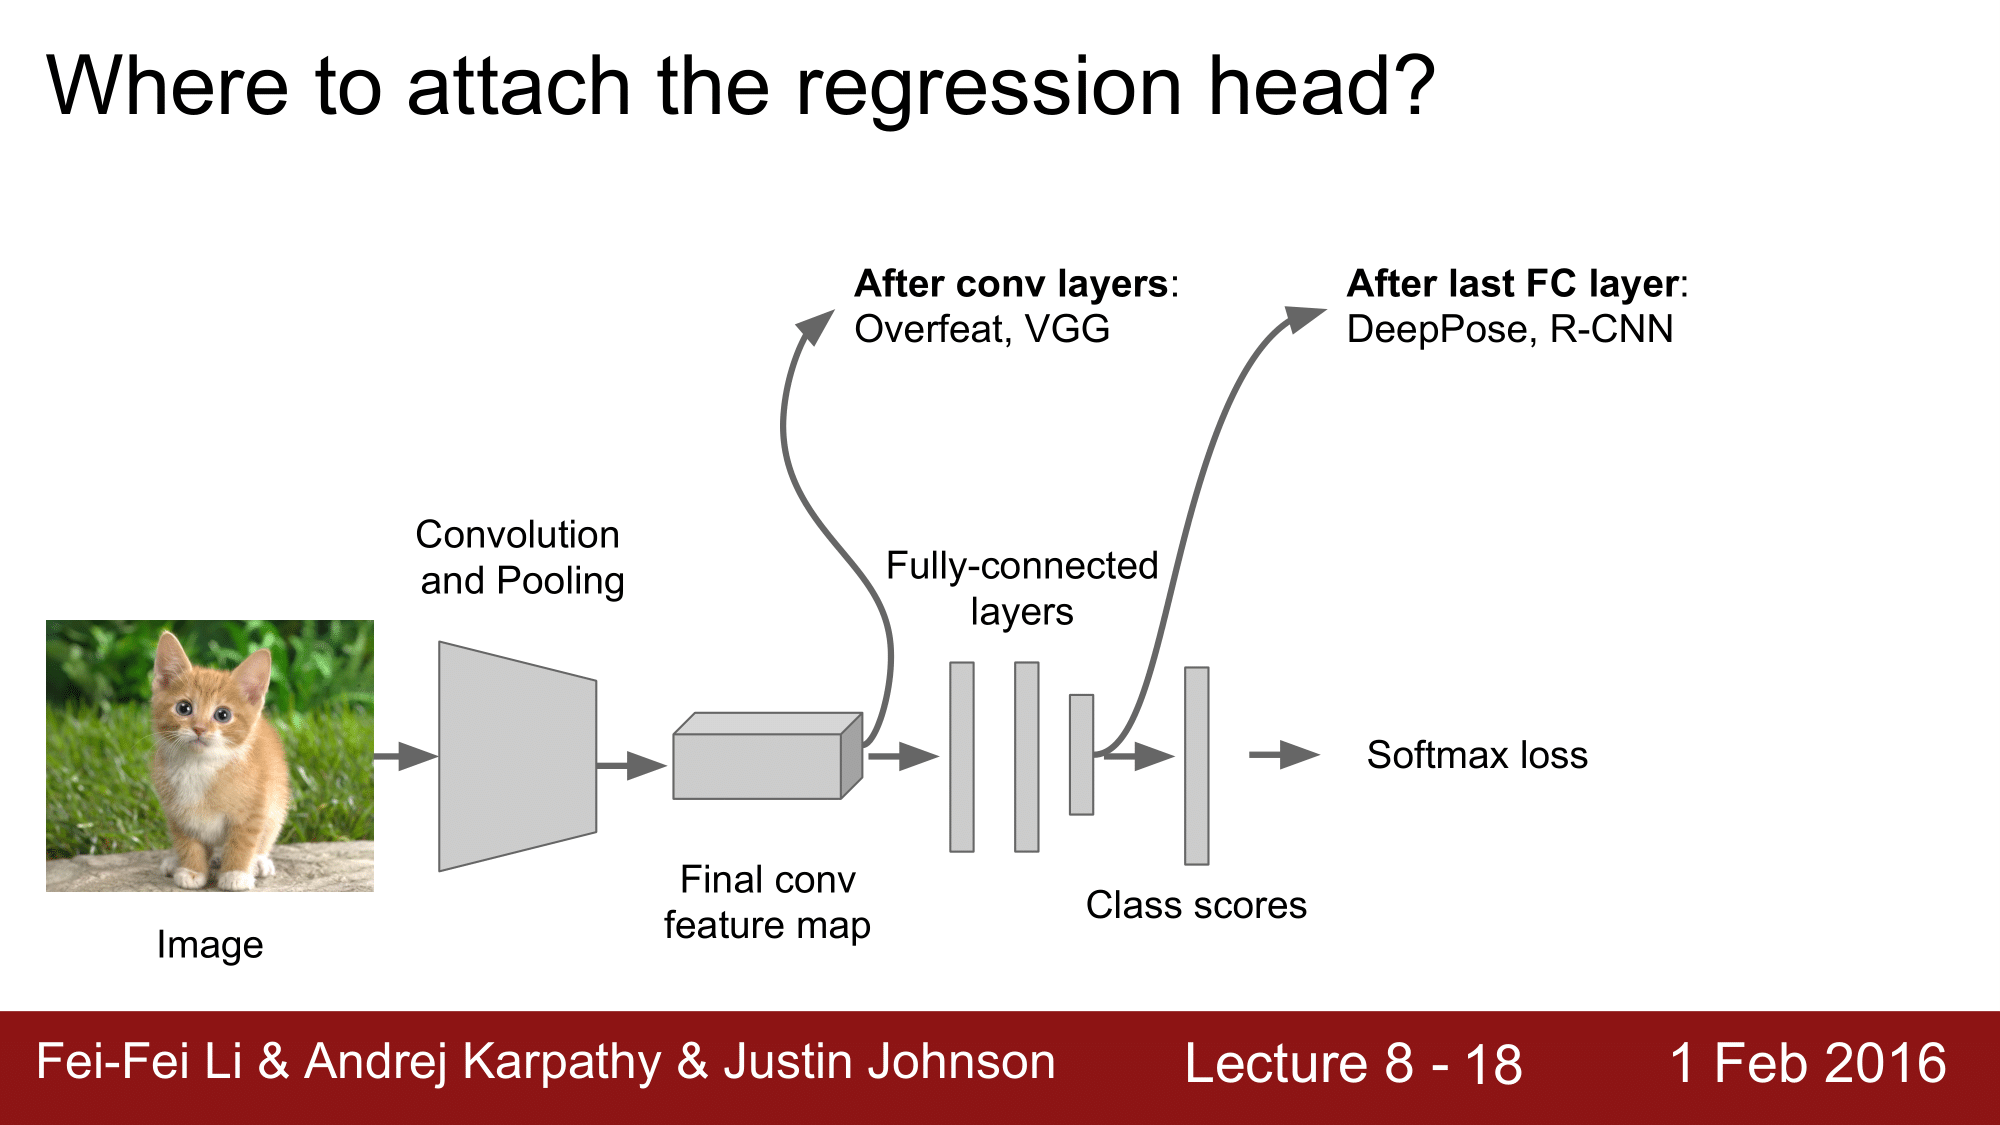 Where to attach the regression head?
After conv layers:
Overfeat, VGG
After last FC layer:
DeepPose, R-CNN
Convolution
and Pooling
Fully-connected
layers
Softmax loss
Final conv
feature map
Class scores
Image
Fei-Fei Li & Andrej Karpathy & Justin Johnson
Lecture 8 - 18
1 Feb 2016